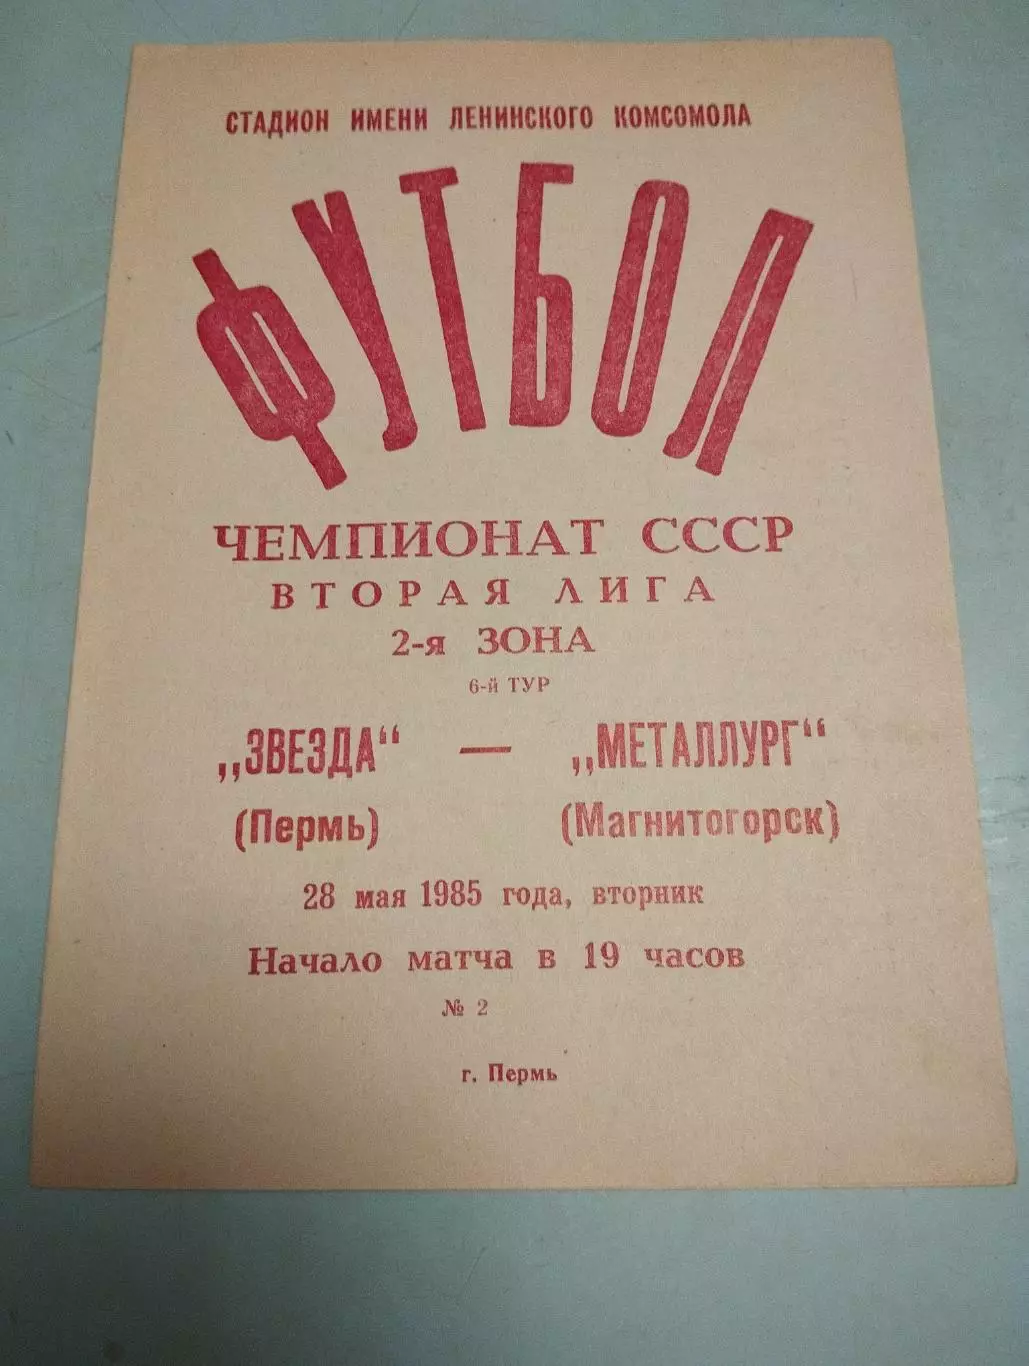 СТАДИОН ИМЕНИ ЛЕНИНСКОГО КОМСОМОЛА
ФУТБОЛ
ЧЕМПИОНАТ СССР
ВТОРАЯ ЛИГА
2-я ЗОНА
6-й ТУР
„ЗВЕЗДА“ — „МЕТАЛЛУРГ“
(Пермь) (Магнитогорск)
28 мая 1985 года, вторник
Начало матча в 19 часов
№ 2
г. Пермь